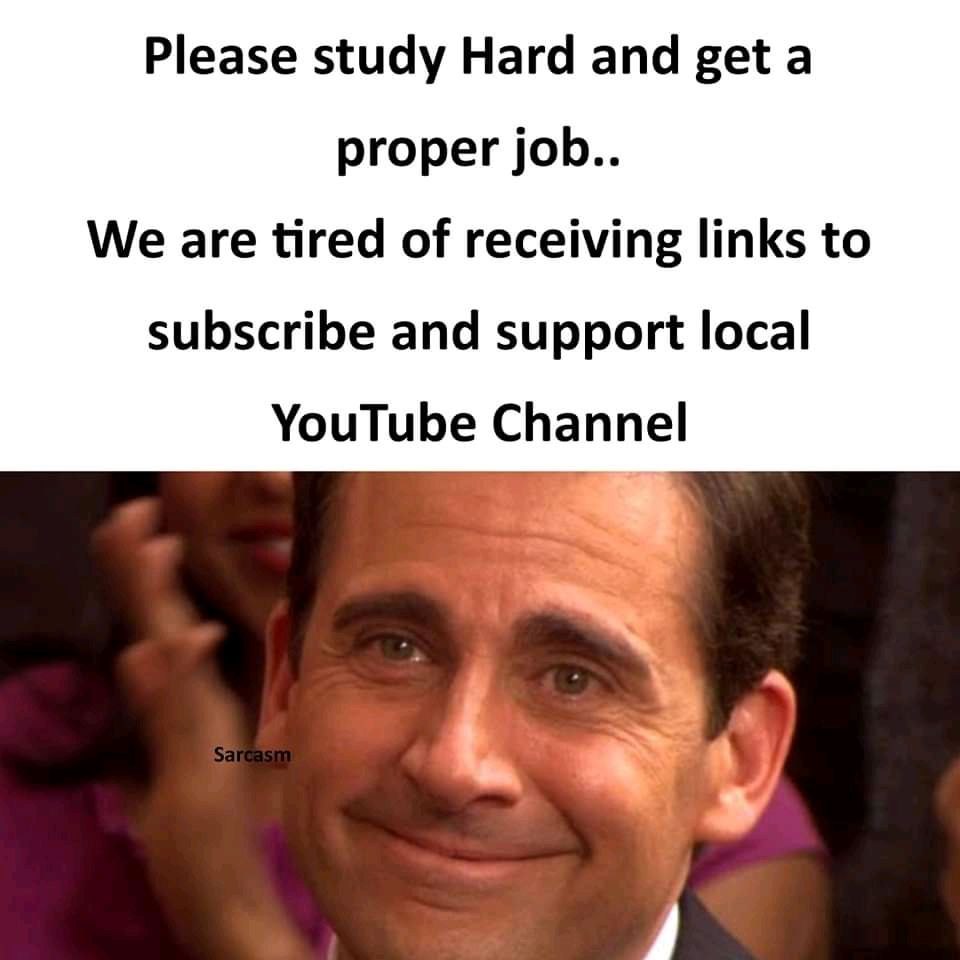 Please study Hard and get a
proper job..
We are tired of receiving links to
subscribe and support local
YouTube Channel
Sarcasm